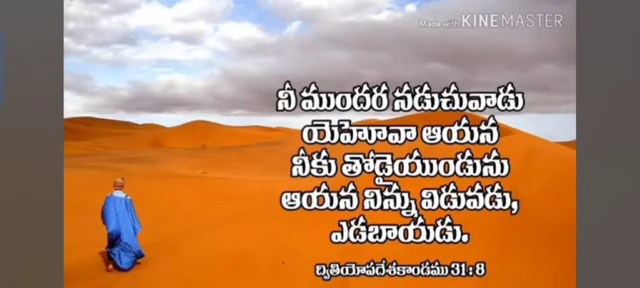 Made with KINEMASTER
నీ ముందర నడుచువాడు
యెహోవా ఆయన
నీకు తోడైయుండును
ఆయన నిన్ను విడువడు,
ఎడబాయడు.
ద్వితియోపదేశకాండము 31 : 8